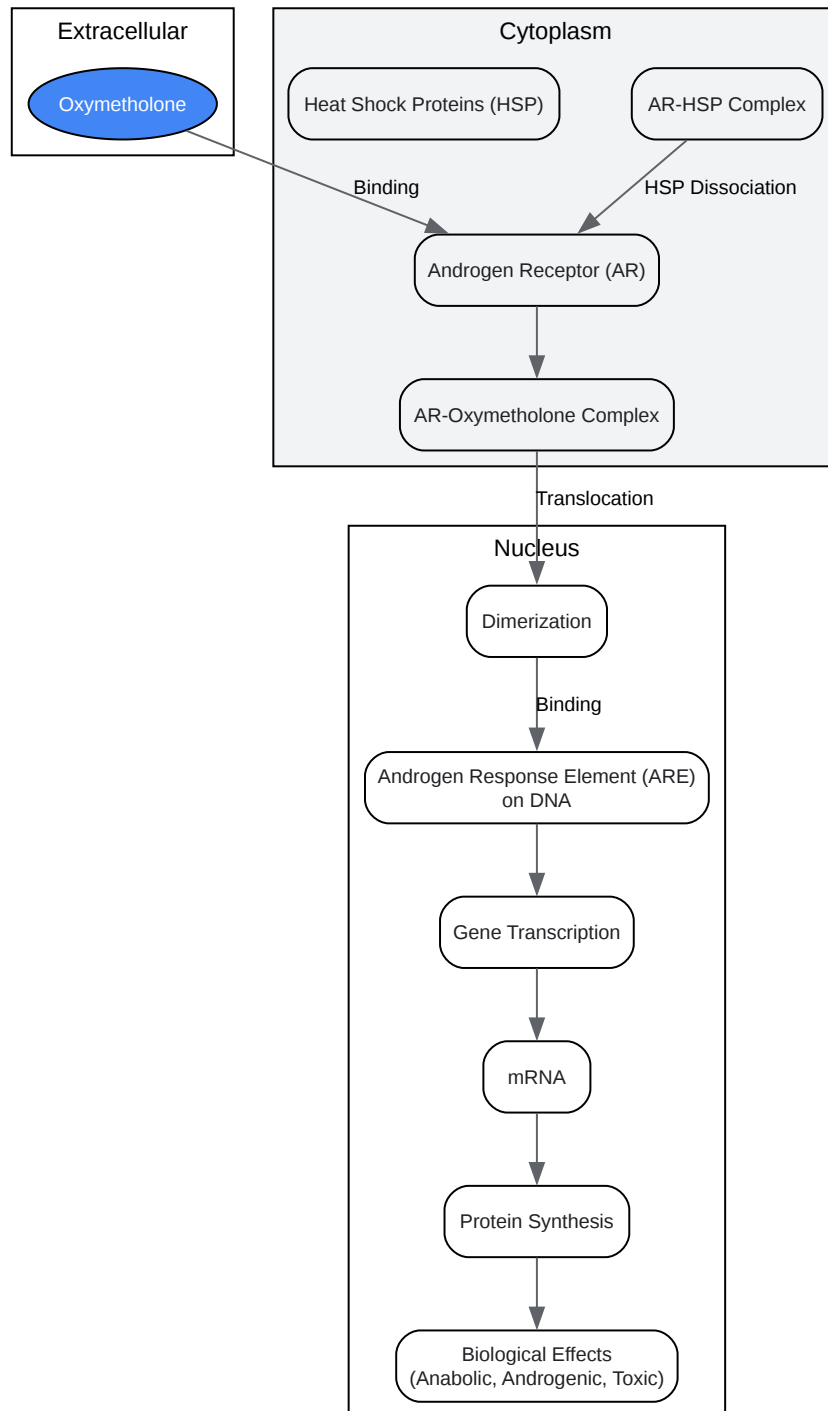 Extracellular
Cytoplasm
Oxymetholone
Heat Shock Proteins (HSP)
AR-HSP Complex
Binding
HSP Dissociation
Androgen Receptor (AR)
AR-Oxymetholone Complex
Translocation
Nucleus
Dimerization
Binding
Androgen Response Element (ARE)
on DNA
Gene Transcription
mRNA
Protein Synthesis
Biological Effects
(Anabolic, Androgenic, Toxic)